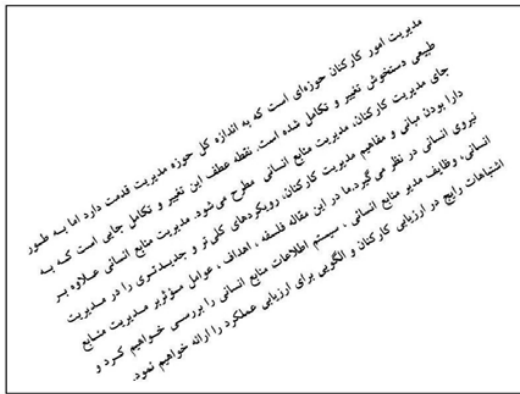 مدیریت امور کارکنان حوزه‌ای است که به اندازه کل حوزه مدیریت قدمت دارد. اما به طور
طبیعی دستخوش تغییر و تکامل شده است. نقطه عطف این تغییر و تکامل جایی است که به
جای مدیریت کارکنان، مدیریت منابع انسانی مطرح می‌شود. مدیریت منابع انسانی علاوه بر
دارا بودن مبانی و مفاهیم مدیریت کارکنان، رویکردهای کلی‌تر و جدیدتری را در مدیریت
نیروی انسانی در نظر می‌گیرد.ما در این مقاله فلسفه ، اهداف ، عوامل مؤثربر مدیریت منابع
انسانی، وظایف مدیر منابع انسانی ، سیستم اطلاعات منابع انسانی را بررسی خواهیم کرد و
اشتباهات رایج در ارزیابی کارکنان و الگویی برای ارزیابی عملکرد را ارائه خواهیم نمود.